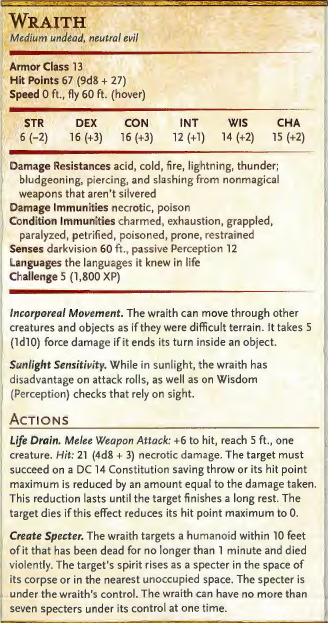 WRAITH
Medium undead, neutral evil
Armor Class 13
Hit Points 67 (9d8 + 27)
Speed 0 ft., fly 60 ft. (hover)
STR DEX CON INT WIS CHA
6 (−2) 16 (+3) 16 (+3) 12 (+1) 14 (+2) 15 (+2)
Damage Resistances acid, cold, fire, lightning, thunder;
bludgeoning, piercing, and slashing from nonmagical
weapons that aren't silvered
Damage Immunities necrotic, poison
Condition Immunities charmed, exhaustion, grappled,
paralyzed, petrified, poisoned, prone, restrained
Senses darkvision 60 ft., passive Perception 12
Languages the languages it knew in life
Challenge 5 (1,800 XP)
Incorporeal Movement. The wraith can move through other
creatures and objects as if they were difficult terrain. It takes 5
(1d10) force damage if it ends its turn inside an object.
Sunlight Sensitivity. While in sunlight, the wraith has
disadvantage on attack rolls, as well as on Wisdom
(Perception) checks that rely on sight.
ACTIONS
Life Drain. Melee Weapon Attack: +6 to hit, reach 5 ft., one
creature. Hit: 21 (4d8 + 3) necrotic damage. The target must
succeed on a DC 14 Constitution saving throw or its hit point
maximum is reduced by an amount equal to the damage taken.
This reduction lasts until the target finishes a long rest. The
target dies if this effect reduces its hit point maximum to 0.
Create Specter. The wraith targets a humanoid within 10 feet
of it that has been dead for no longer than 1 minute and died
violently. The target's spirit rises as a specter in the space of
its corpse or in the nearest unoccupied space. The specter is
under the wraith's control. The wraith can have no more than
seven specters under its control at one time.